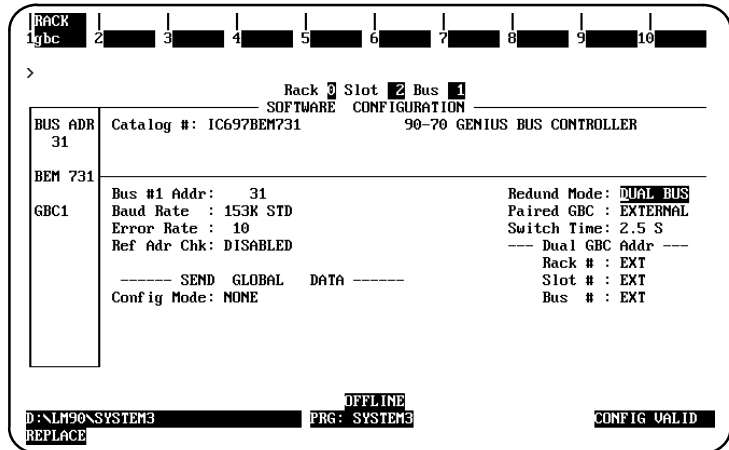 RACK
1gbc 2 3 4 5 6 7 8 9 10
>
Rack 0 Slot 2 Bus 1
SOFTWARE CONFIGURATION
BUS ADR Catalog #: IC697BEM731 90-70 GENIUS BUS CONTROLLER
31
BEM 731
Bus #1 Addr: 31 Redund Mode: DUAL BUS
GBC1 Baud Rate : 153K STD Paired GBC : EXTERNAL
Error Rate : 10 Switch Time: 2.5 S
Ref Adr Chk: DISABLED --- Dual GBC Addr ---
Rack # : EXT
------ SEND GLOBAL DATA ------ Slot # : EXT
Config Mode: NONE Bus # : EXT
OFFLINE
D:\LM90\SYSTEM3 PRG: SYSTEM3 CONFIG VALID
REPLACE